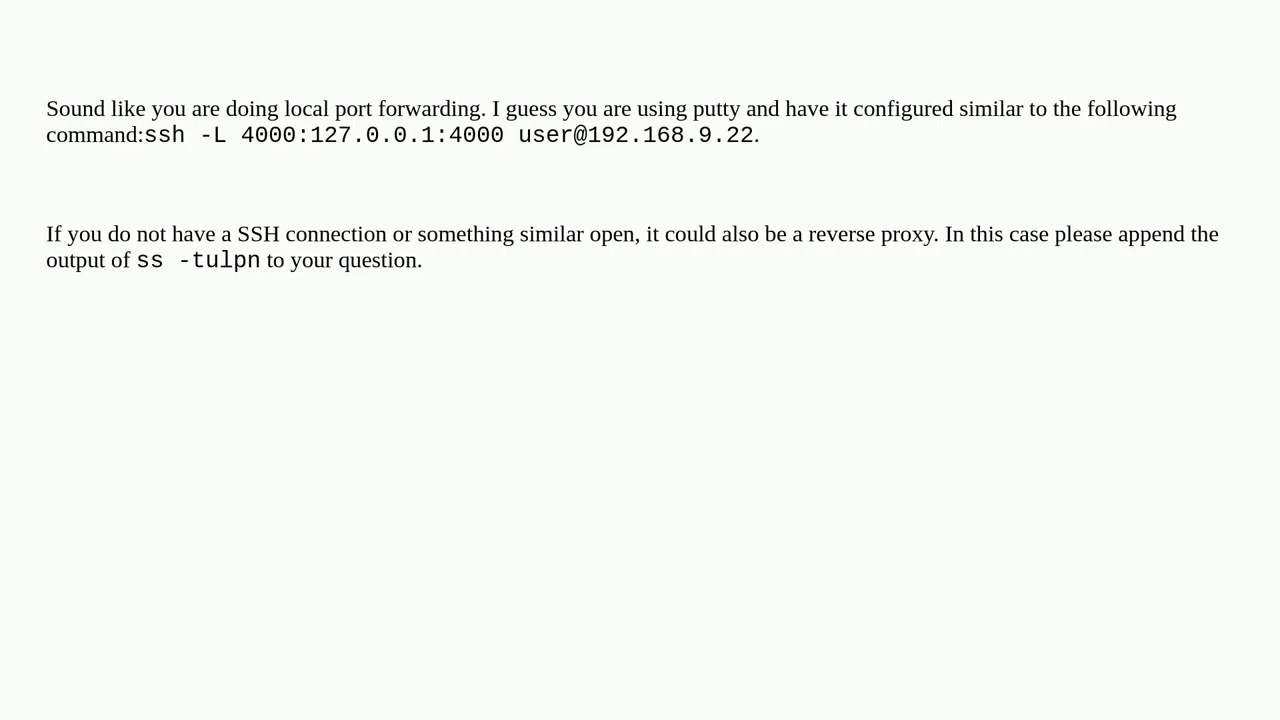 Sound like you are doing local port forwarding. I guess you are using putty and have it configured similar to the following
command:ssh -L 4000:127.0.0.1:4000 user@192.168.9.22.
If you do not have a SSH connection or something similar open, it could also be a reverse proxy. In this case please append the
output of ss -tulpn to your question.